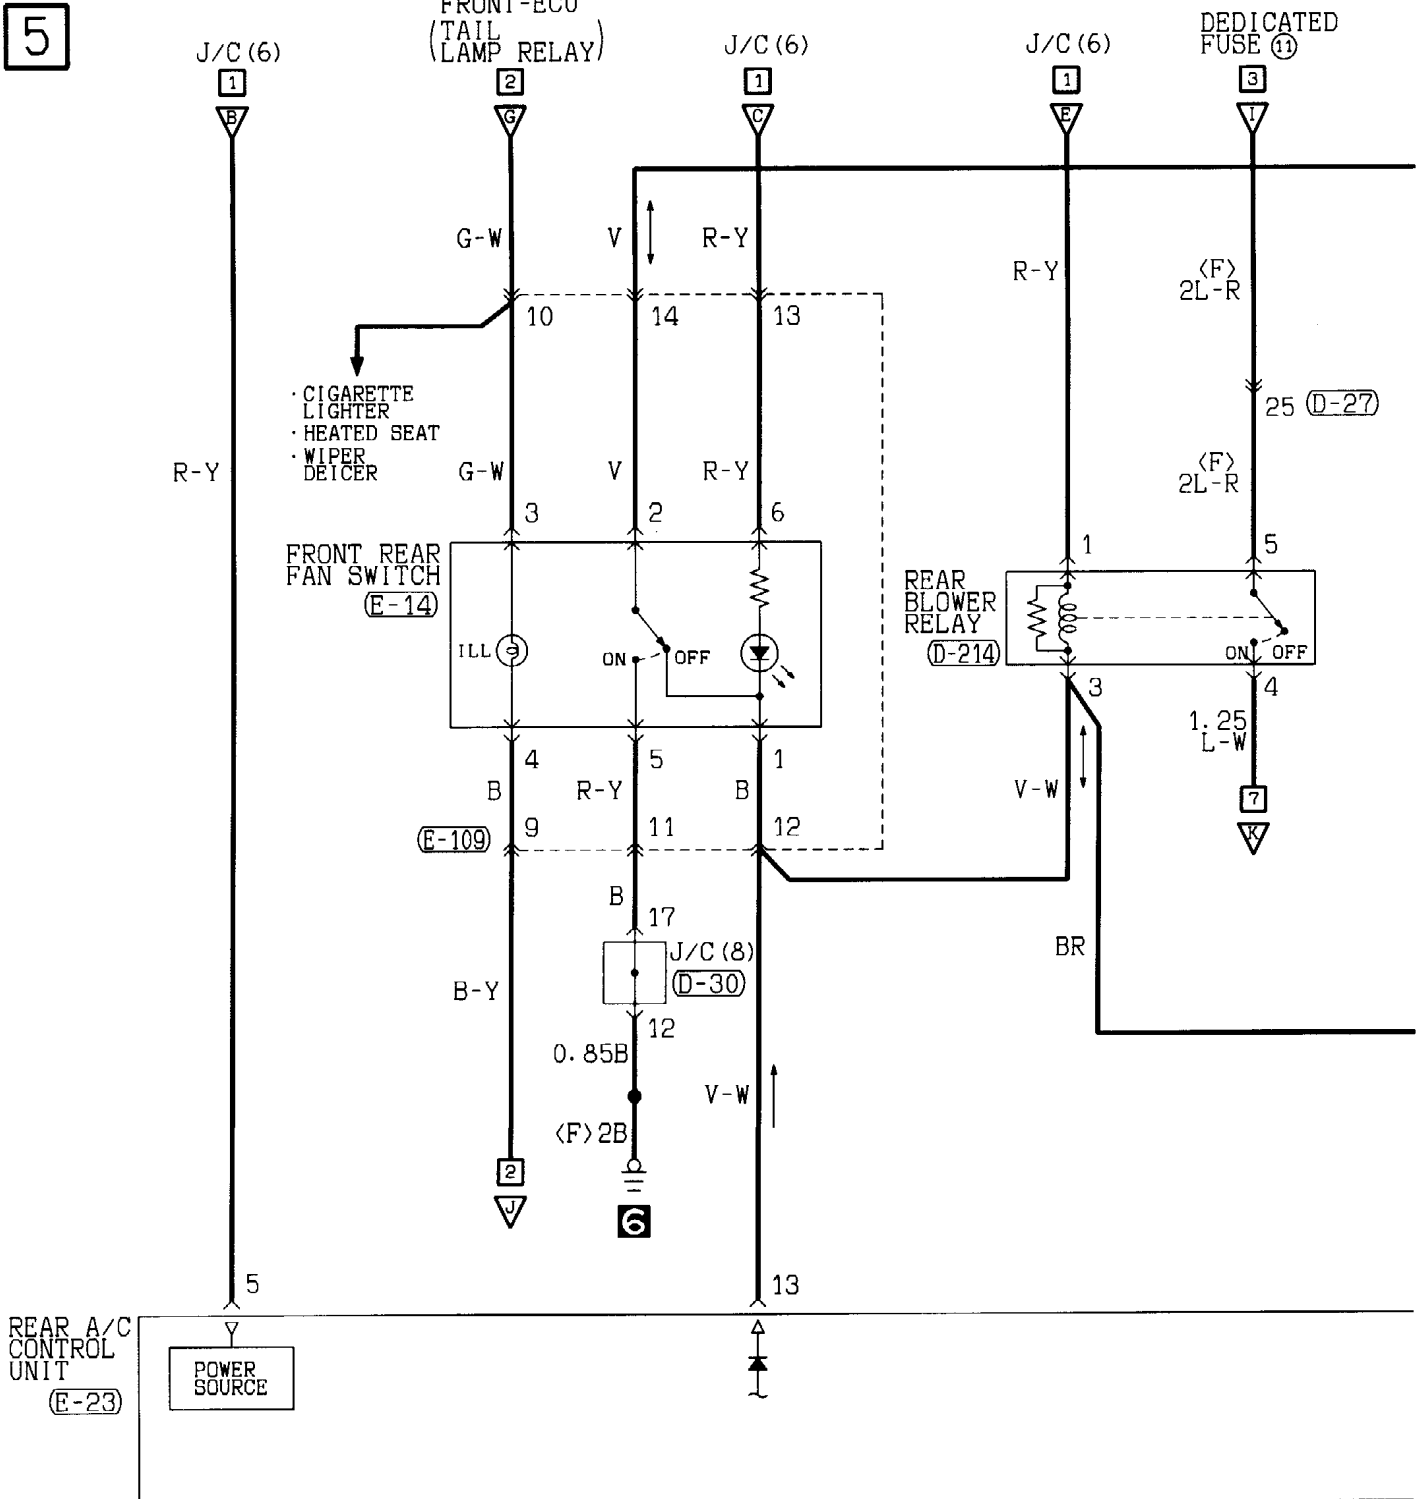 5
FRONT-ECU
(TAIL
LAMP RELAY)
J/C(6)
J/C(6)
J/C(6)
DEDICATED
FUSE ⑪
1
2
1
1
3
B
G
C
E
I
G-W
V
R-Y
R-Y
<F>
2L-R
10
14
13
· CIGARETTE
LIGHTER
· HEATED SEAT
· WIPER
DEICER
25 (D-27)
R-Y
G-W
V
R-Y
<F>
2L-R
3
2
6
1
5
FRONT REAR
FAN SWITCH
(E-14)
ILL
ON
OFF
REAR
BLOWER
RELAY
(D-214)
ON
OFF
4
5
1
3
4
B
R-Y
B
V-W
1.25
L-W
7
K
(E-109)
9
11
12
B
17
J/C(8)
(D-30)
BR
B-Y
12
0.85B
V-W
<F>2B
2
J
6
5
13
REAR A/C
CONTROL
UNIT
(E-23)
POWER
SOURCE